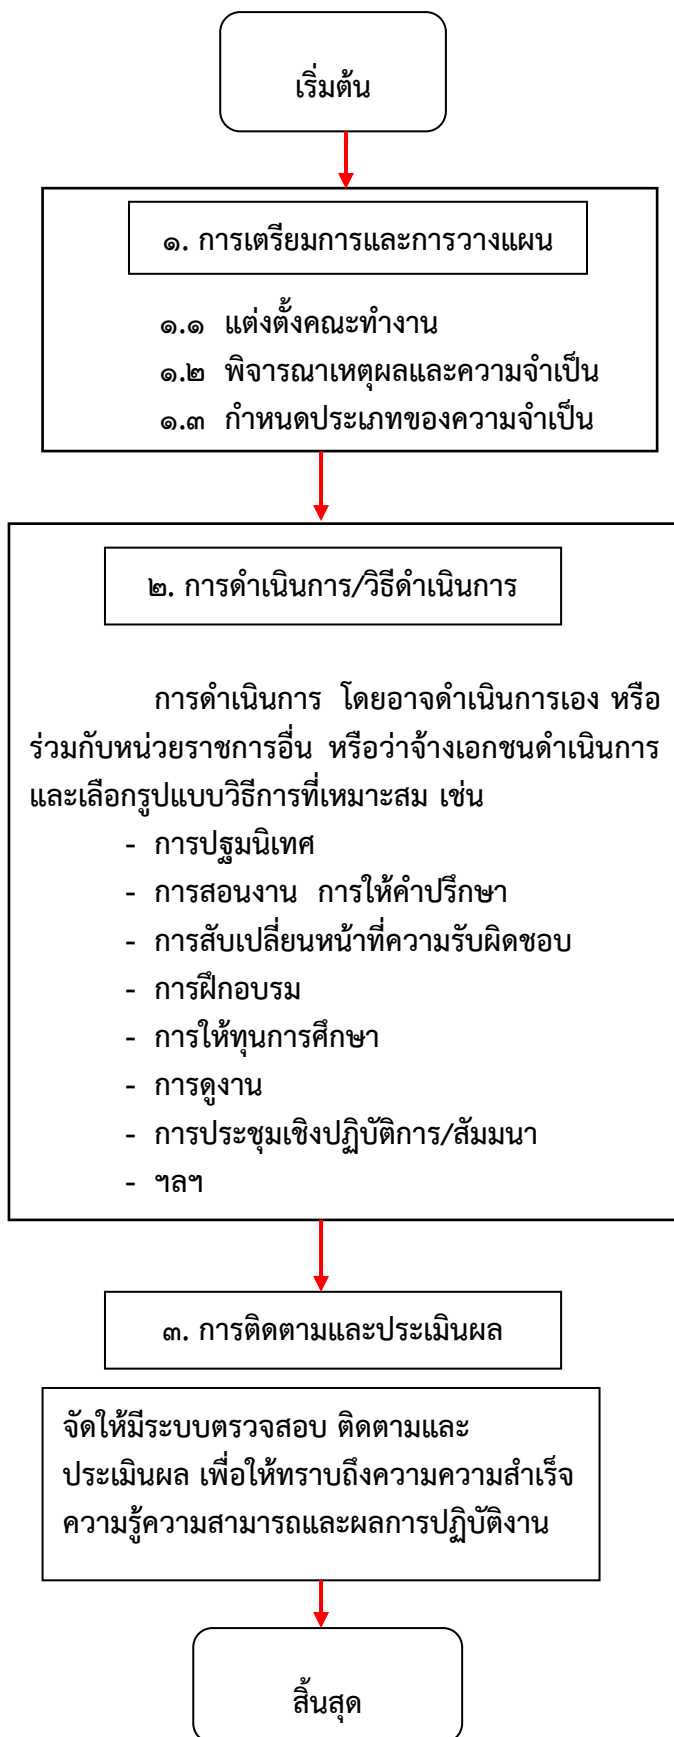 เริ่มต้น
๑. การเตรียมการและการวางแผน
๑.๑ แต่งตั้งคณะทำงาน
๑.๒ พิจารณาเหตุผลและความจำเป็น
๑.๓ กำหนดประเภทของความจำเป็น
๒. การดำเนินการ/วิธีดำเนินการ
การดำเนินการ โดยอาจดำเนินการเอง หรือ
ร่วมกับหน่วยราชการอื่น หรือว่าจ้างเอกชนดำเนินการ
และเลือกรูปแบบวิธีการที่เหมาะสม เช่น
- การปฐมนิเทศ
- การสอนงาน การให้คำปรึกษา
- การสับเปลี่ยนหน้าที่ความรับผิดชอบ
- การฝึกอบรม
- การให้ทุนการศึกษา
- การดูงาน
- การประชุมเชิงปฏิบัติการ/สัมมนา
- ฯลฯ
๓. การติดตามและประเมินผล
จัดให้มีระบบตรวจสอบ ติดตามและ
ประเมินผล เพื่อให้ทราบถึงความความสำเร็จ
ความรู้ความสามารถและผลการปฏิบัติงาน
สิ้นสุด